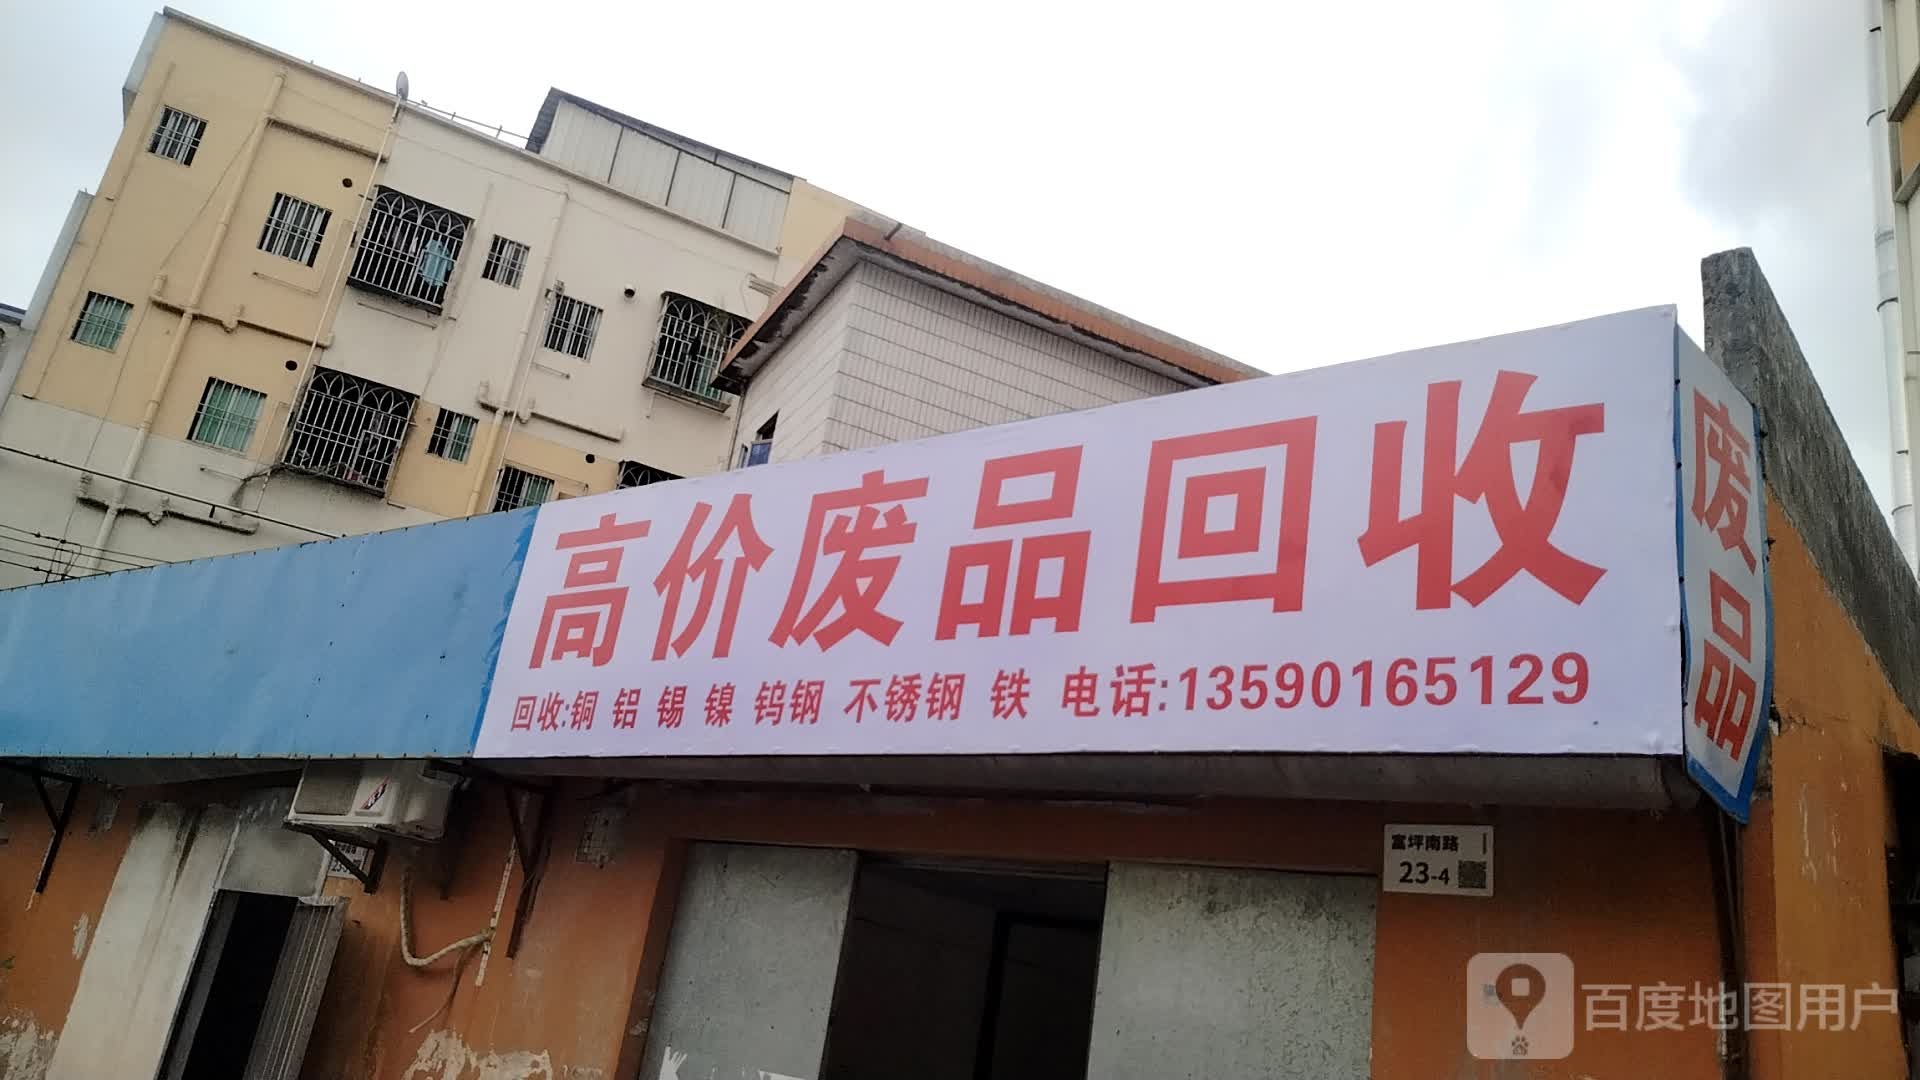 高价废品回收
回收:铜 铝 锡 镍 钨钢 不锈钢 铁 电话:13590165129
废品
富坪南路
23-4
百度地图用户